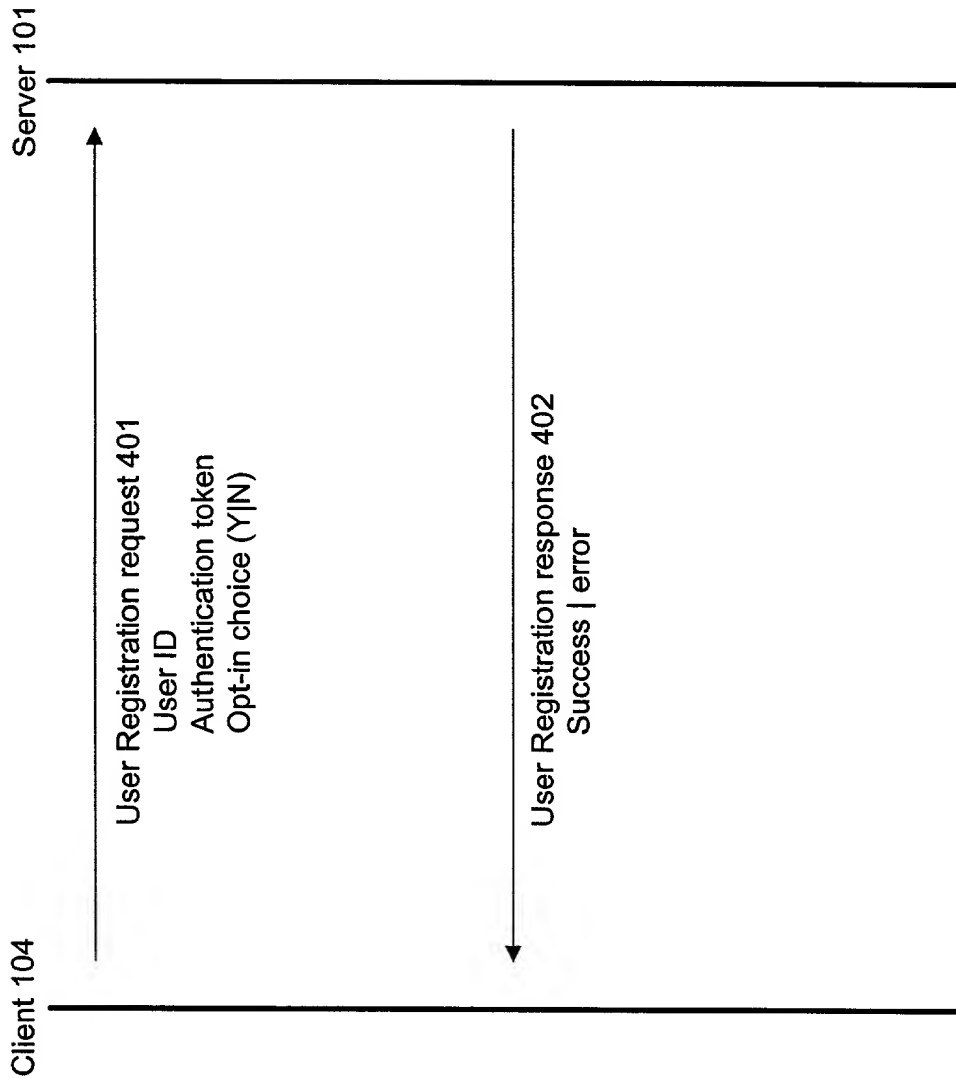 Client 104
Server 101
User Registration request 401
User ID
Authentication token
Opt-in choice (Y|N)
User Registration response 402
Success | error